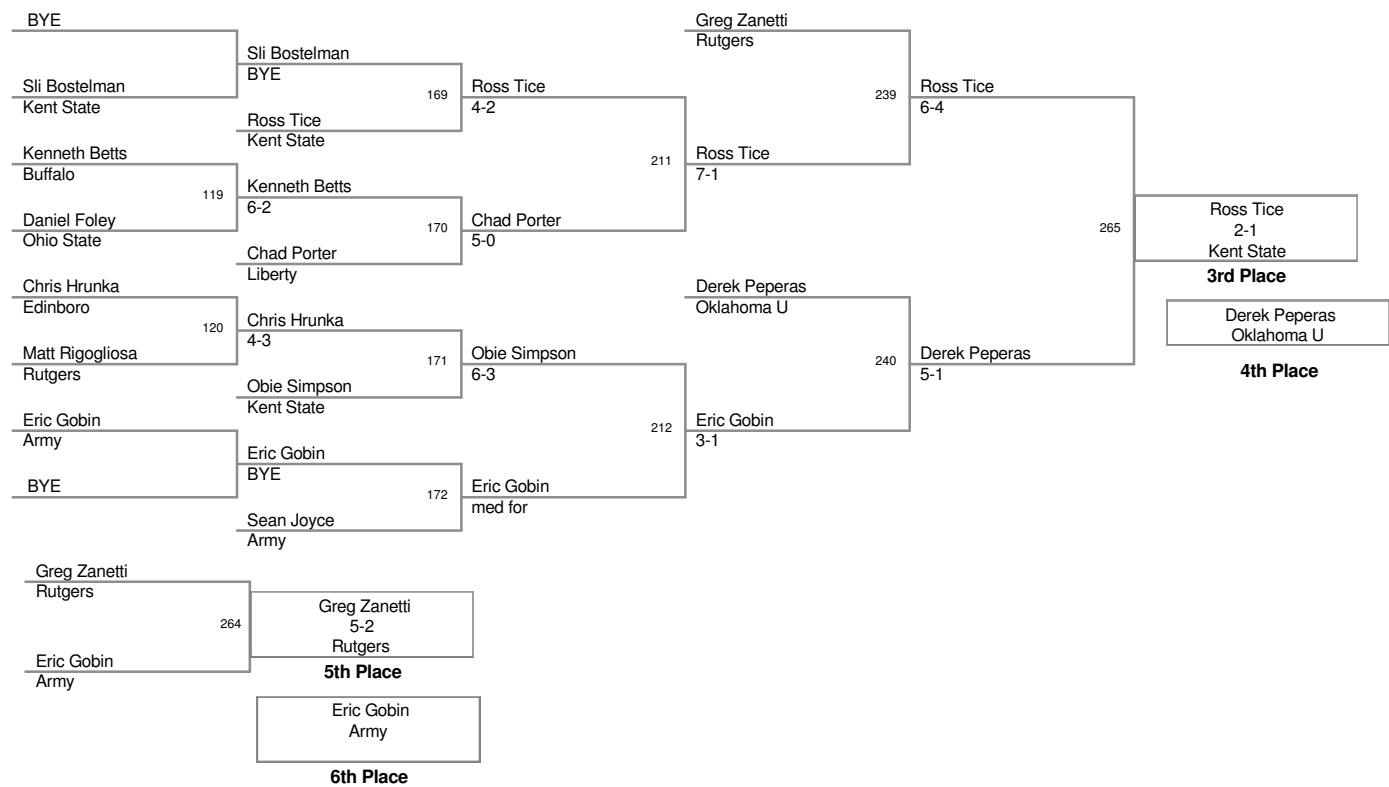 BYE
Sli Bostelman
Kent State
Kenneth Betts
Buffalo
119
Daniel Foley
Ohio State
Chris Hrunka
Edinboro
120
Matt Rigogliosa
Rutgers
Eric Gobin
Army
BYE
Sli Bostelman
BYE
169
Ross Tice
Kent State
Kenneth Betts
6-2
170
Chad Porter
Liberty
Chris Hrunka
4-3
171
Obie Simpson
Kent State
Eric Gobin
BYE
172
Sean Joyce
Army
Ross Tice
4-2
211
Chad Porter
5-0
Obie Simpson
6-3
212
Eric Gobin
med for
Greg Zanetti
Rutgers
239
Ross Tice
7-1
Derek Peperas
Oklahoma U
240
Eric Gobin
3-1
Ross Tice
6-4
265
Derek Peperas
5-1
Ross Tice
2-1
Kent State
3rd Place
Derek Peperas
Oklahoma U
4th Place
Greg Zanetti
Rutgers
264
Eric Gobin
Army
Greg Zanetti
5-2
Rutgers
5th Place
Eric Gobin
Army
6th Place